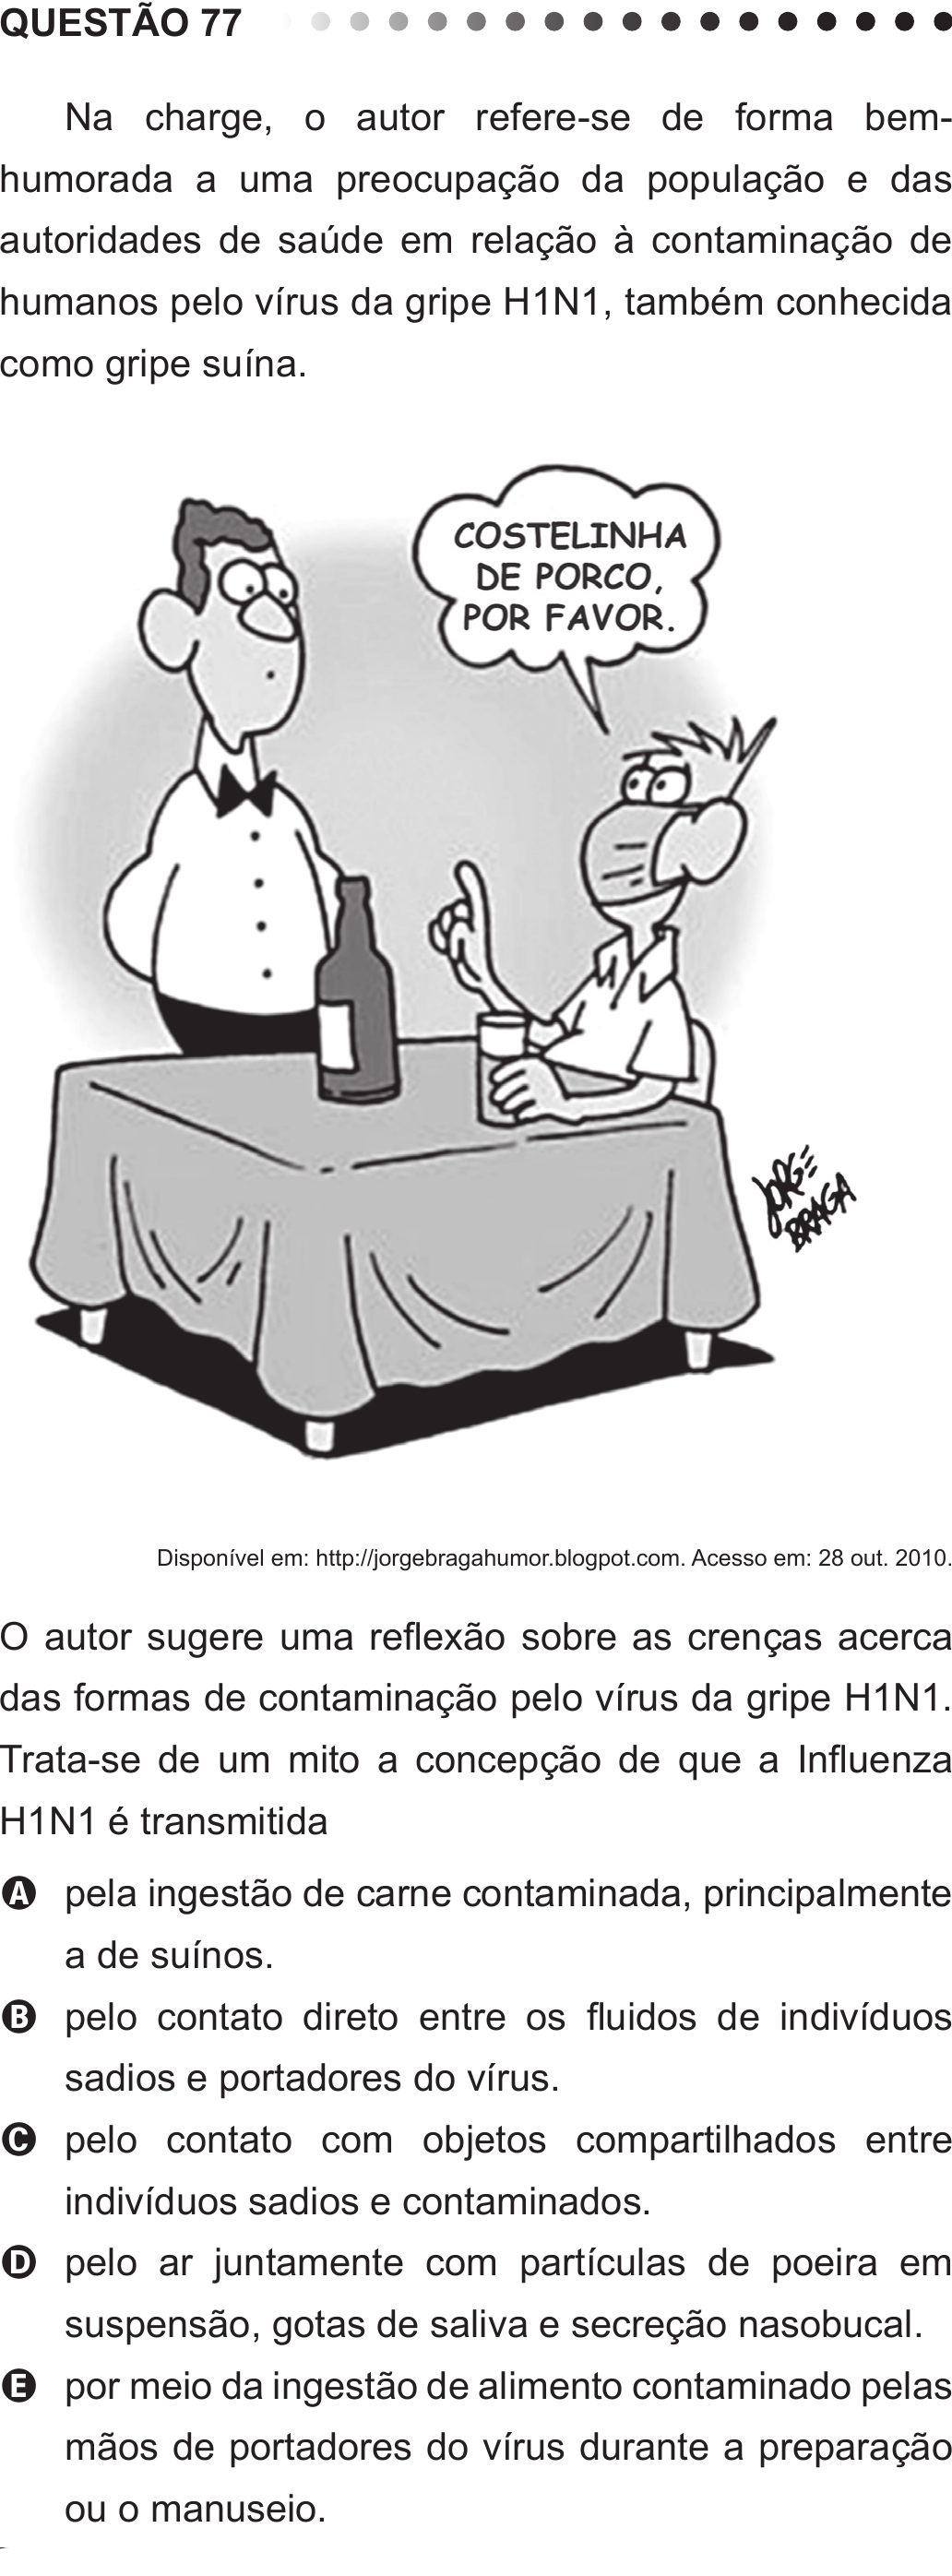 QUESTÃO 77
Na charge, o autor refere-se de forma bem-
humorada a uma preocupação da população e das
autoridades de saúde em relação à contaminação de
humanos pelo vírus da gripe H1N1, também conhecida
como gripe suína.
COSTELINHA
DE PORCO,
POR FAVOR.
JORGE
BRAGA
Disponível em: http://jorgebragahumor.blogpot.com. Acesso em: 28 out. 2010.
O autor sugere uma reflexão sobre as crenças acerca
das formas de contaminação pelo vírus da gripe H1N1.
Trata-se de um mito a concepção de que a Influenza
H1N1 é transmitida
A pela ingestão de carne contaminada, principalmente
a de suínos.
B pelo contato direto entre os fluidos de indivíduos
sadios e portadores do vírus.
C pelo contato com objetos compartilhados entre
indivíduos sadios e contaminados.
D pelo ar juntamente com partículas de poeira em
suspensão, gotas de saliva e secreção nasobucal.
E por meio da ingestão de alimento contaminado pelas
mãos de portadores do vírus durante a preparação
ou o manuseio.